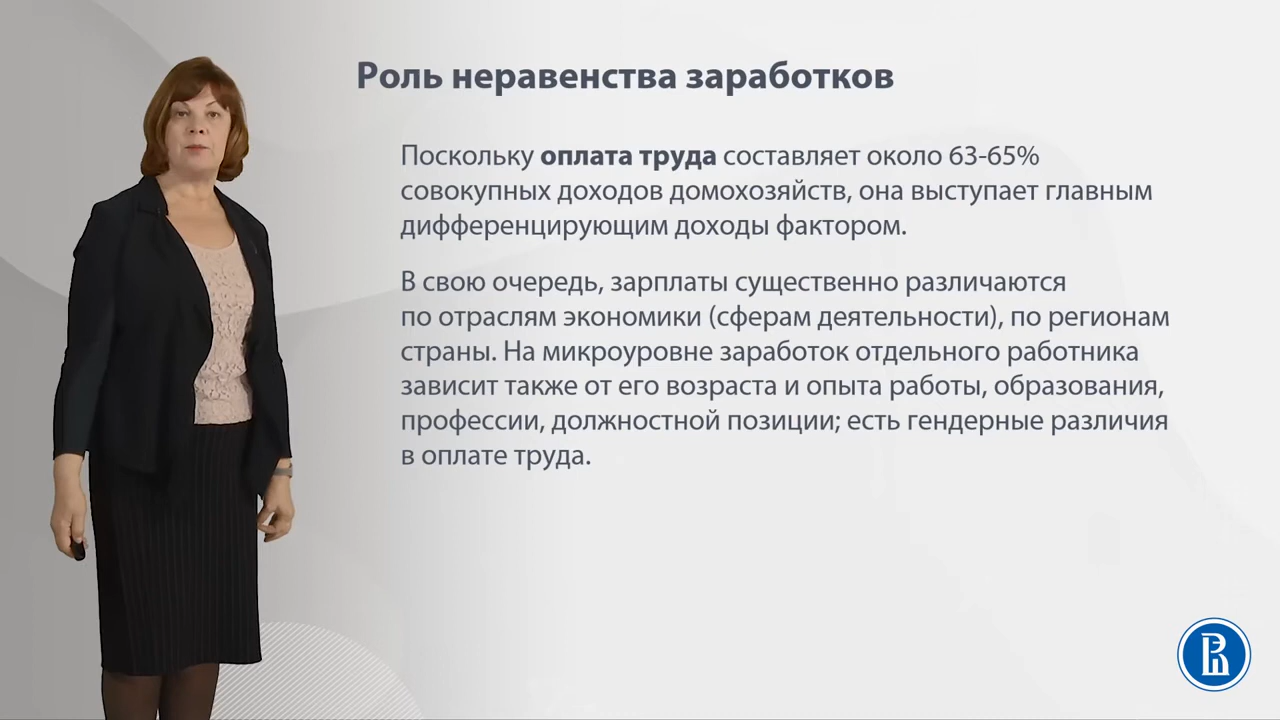 Роль неравенства заработков
Поскольку оплата труда составляет около 63-65%
совокупных доходов домохозяйств, она выступает главным
дифференцирующим доходы фактором.
В свою очередь, зарплаты существенно различаются
по отраслям экономики (сферам деятельности), по регионам
страны. На микроуровне заработок отдельного работника
зависит также от его возраста и опыта работы, образования,
профессии, должностной позиции; есть гендерные различия
в оплате труда.